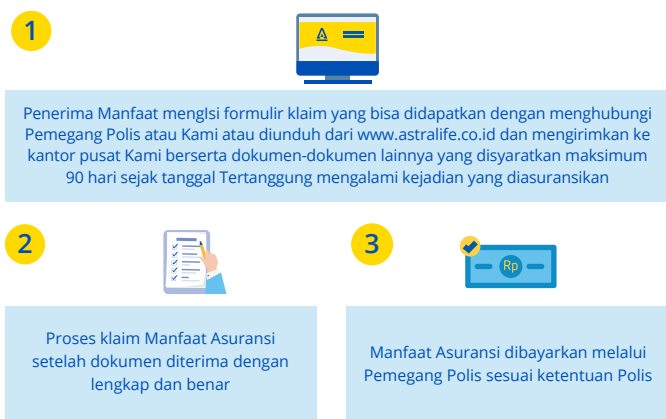 1
Penerima Manfaat mengIsi formulir klaim yang bisa didapatkan dengan menghubungi
Pemegang Polis atau Kami atau diunduh dari www.astralife.co.id dan mengirimkan ke
kantor pusat Kami berserta dokumen-dokumen lainnya yang disyaratkan maksimum
90 hari sejak tanggal Tertanggung mengalami kejadian yang diasuransikan
2
Proses klaim Manfaat Asuransi
setelah dokumen diterima dengan
lengkap dan benar
3
Rp
Manfaat Asuransi dibayarkan melalui
Pemegang Polis sesuai ketentuan Polis